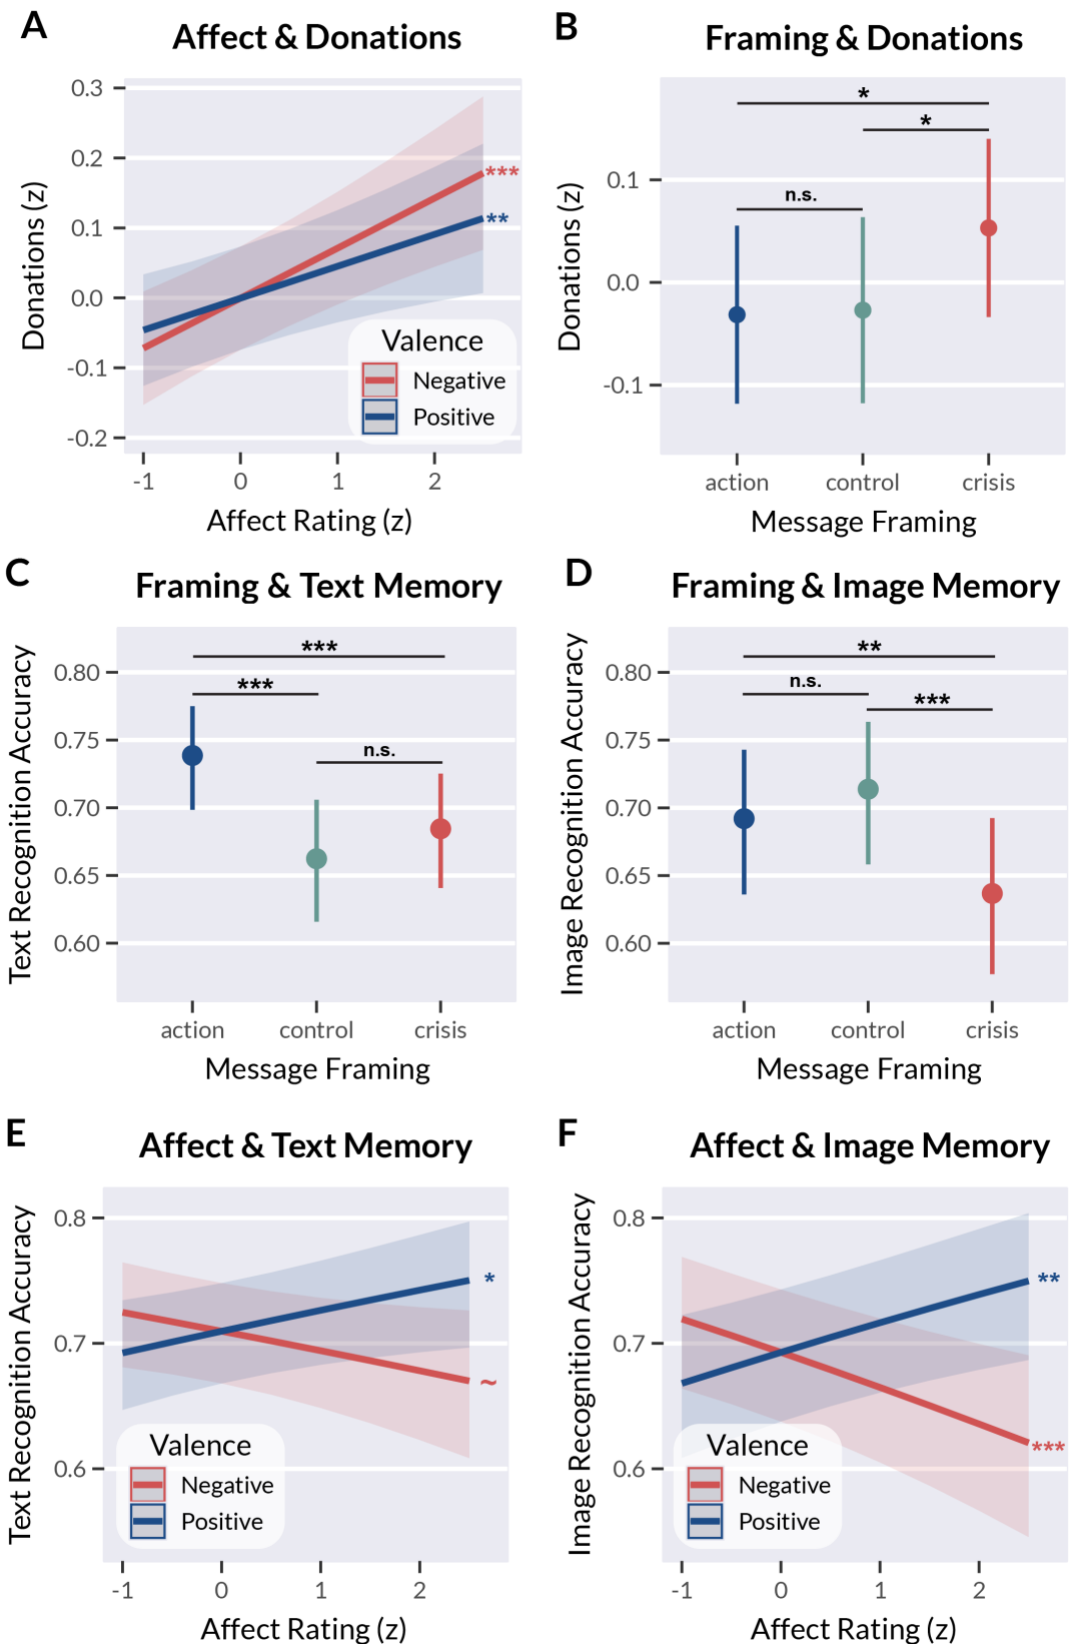 A
Affect & Donations
0.3
0.2
0.1
0.0
-0.1
-0.2
Donations (z)
***
**
Valence
Negative
Positive
-1 0 1 2
Affect Rating (z)
B
Framing & Donations
0.1
0.0
-0.1
Donations (z)
*
*
n.s.
action control crisis
Message Framing
C
Framing & Text Memory
0.80
0.75
0.70
0.65
0.60
Text Recognition Accuracy
***
***
n.s.
action control crisis
Message Framing
D
Framing & Image Memory
0.80
0.75
0.70
0.65
0.60
Image Recognition Accuracy
**
n.s.
***
action control crisis
Message Framing
E
Affect & Text Memory
0.8
0.7
0.6
Text Recognition Accuracy
*
~
Valence
Negative
Positive
-1 0 1 2
Affect Rating (z)
F
Affect & Image Memory
0.8
0.7
0.6
Image Recognition Accuracy
**
***
Valence
Negative
Positive
-1 0 1 2
Affect Rating (z)